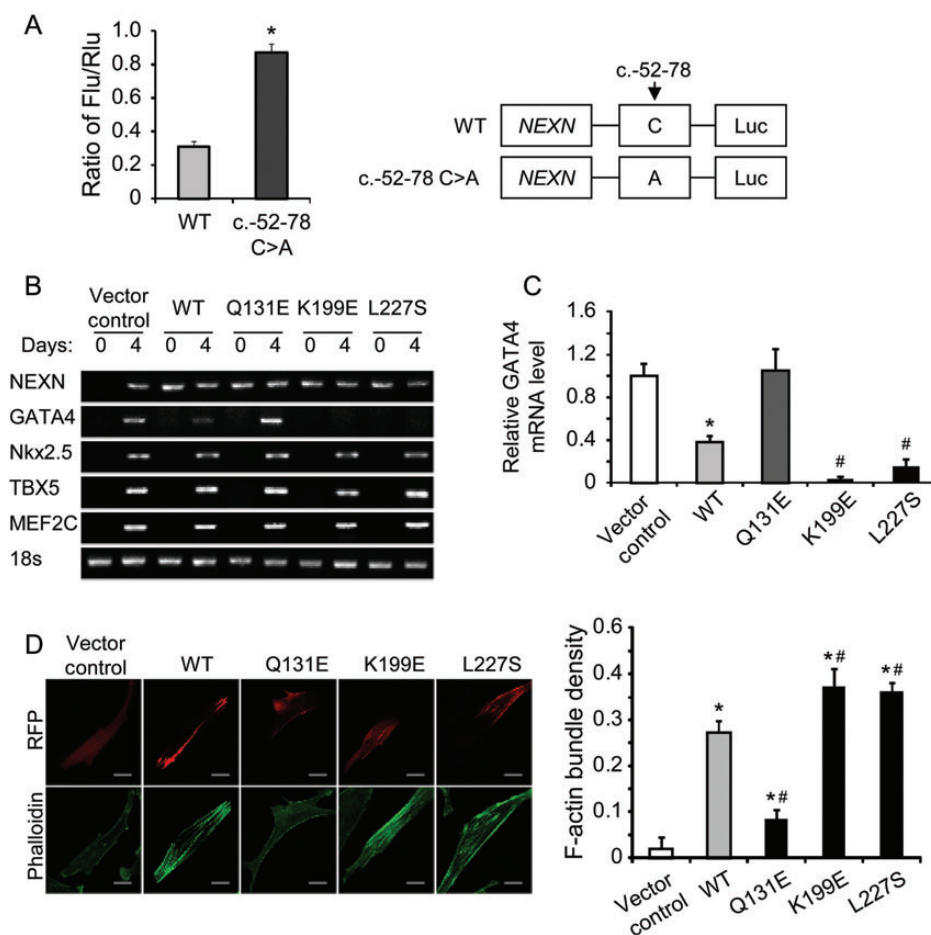 A
Ratio of Flu/Rlu
1.0
0.8
0.6
0.4
0.2
0
*
WT
c.-52-78
C>A
c.-52-78
WT NEXN C Luc
c.-52-78 C>A NEXN A Luc
B
Vector
control WT Q131E K199E L227S
Days: 0 4 0 4 0 4 0 4 0 4
NEXN
GATA4
Nkx2.5
TBX5
MEF2C
18s
C
Relative GATA4
mRNA level
1.6
1.2
0.8
0.4
0
* # #
Vector
control
WT
Q131E
K199E
L227S
D
Vector
control WT Q131E K199E L227S
RFP
Phalloidin
F-actin bundle density
0.6
0.4
0.3
0.1
0
* *# *# *#
Vector
control
WT
Q131E
K199E
L227S